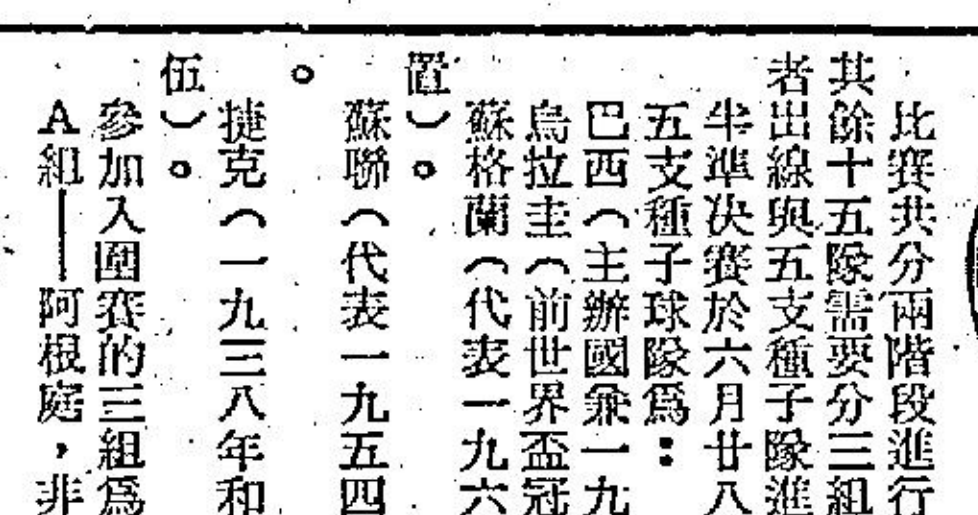 比賽共分兩階段進行
其餘十五隊需要分三組
者出線與五支種子隊進
半準決賽於六月廿八
五支種子球隊為：
巴西（主辦國兼一九
烏拉圭（前世界盃冠
蘇格蘭（代表一九六
置）。
蘇聯（代表一九五四
。
捷克（一九三八年和
伍）。
參加入圍賽的三組為
A組——阿根庭，非